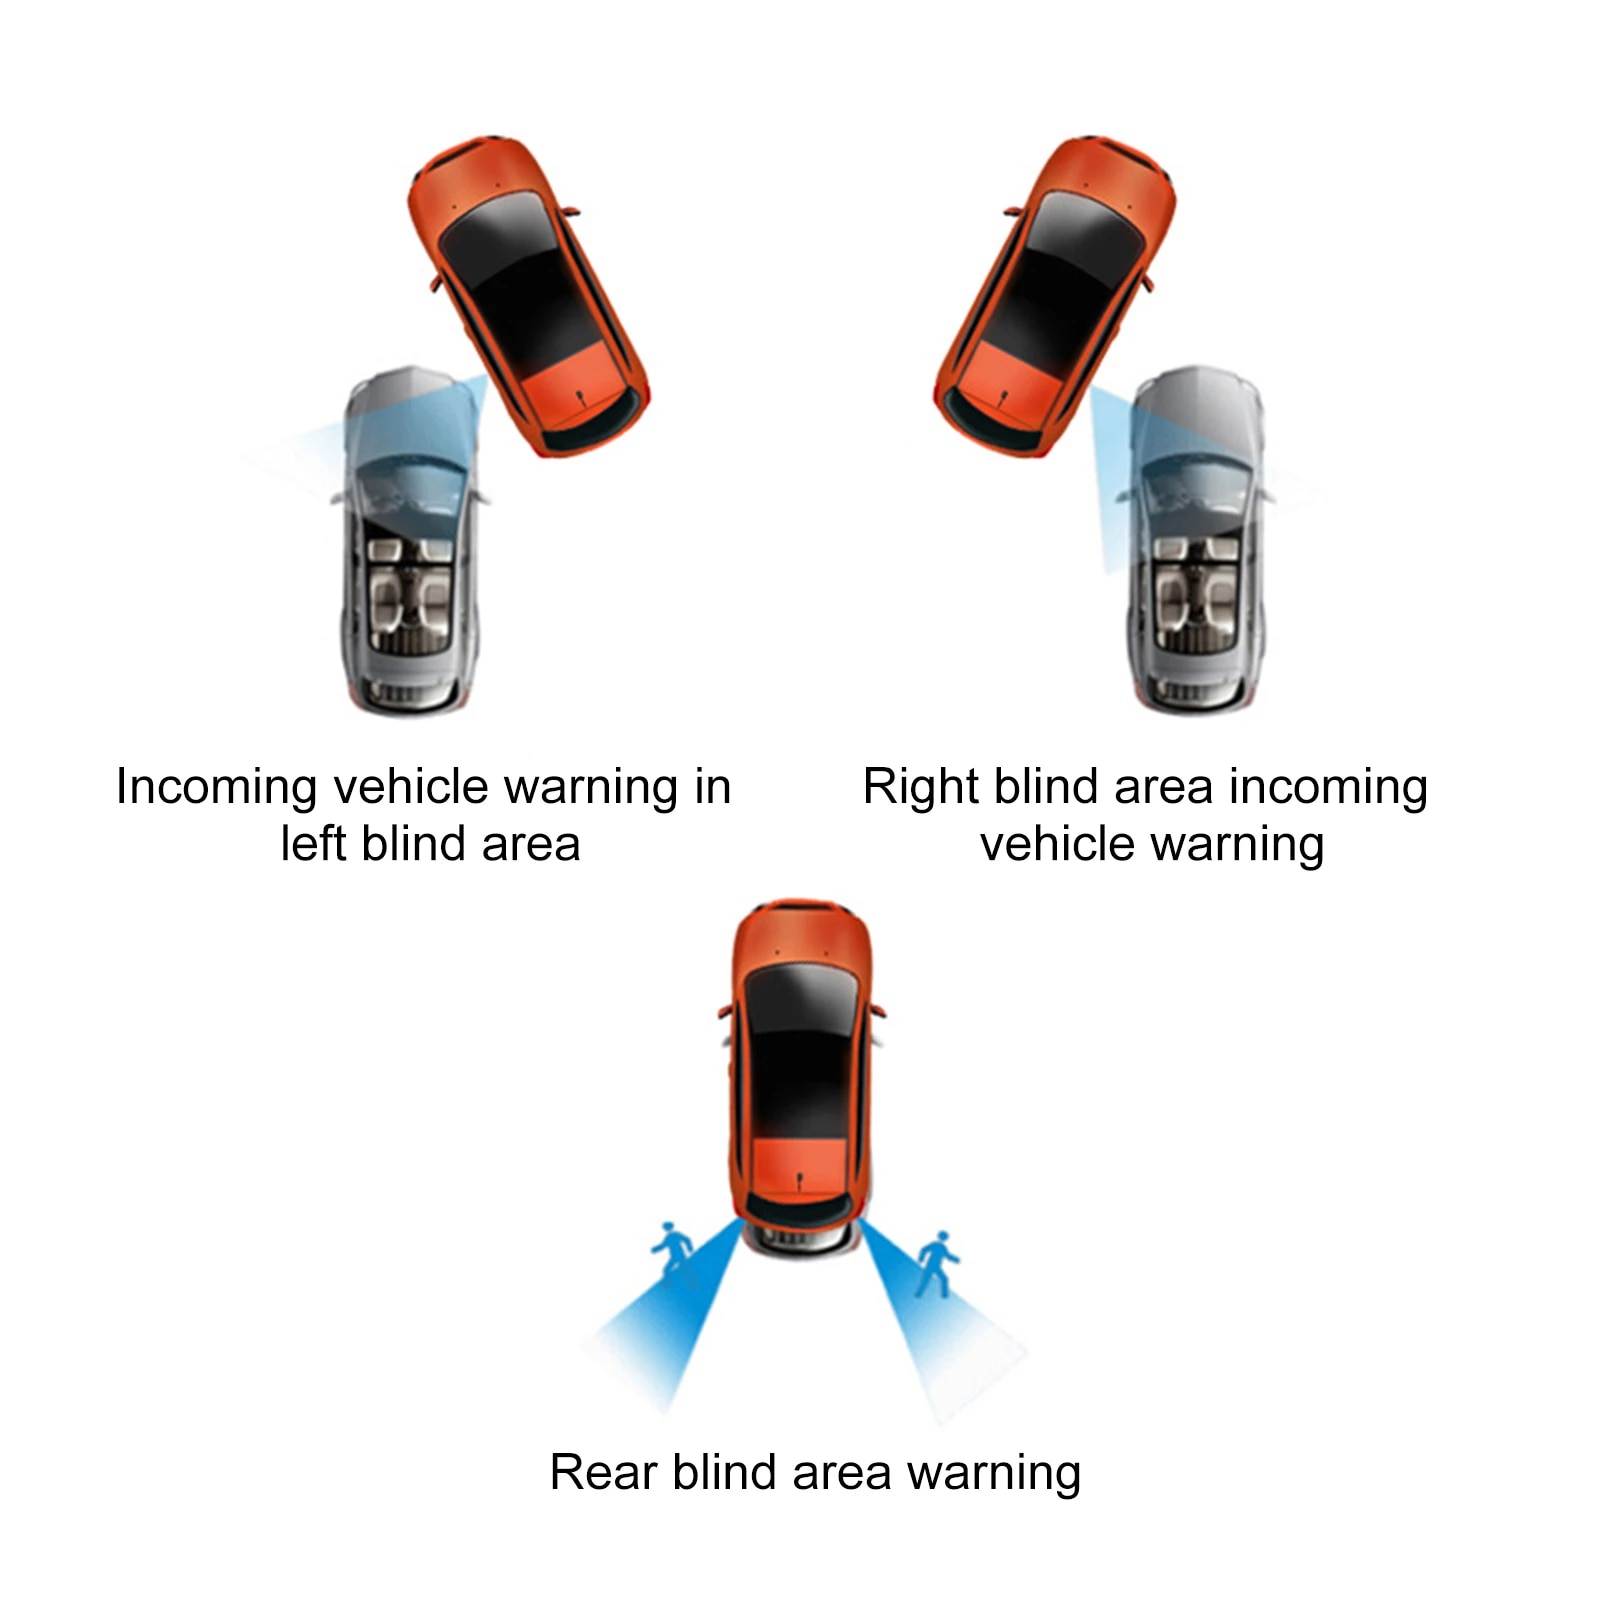 Incoming vehicle warning in
left blind area
Right blind area incoming
vehicle warning
Rear blind area warning